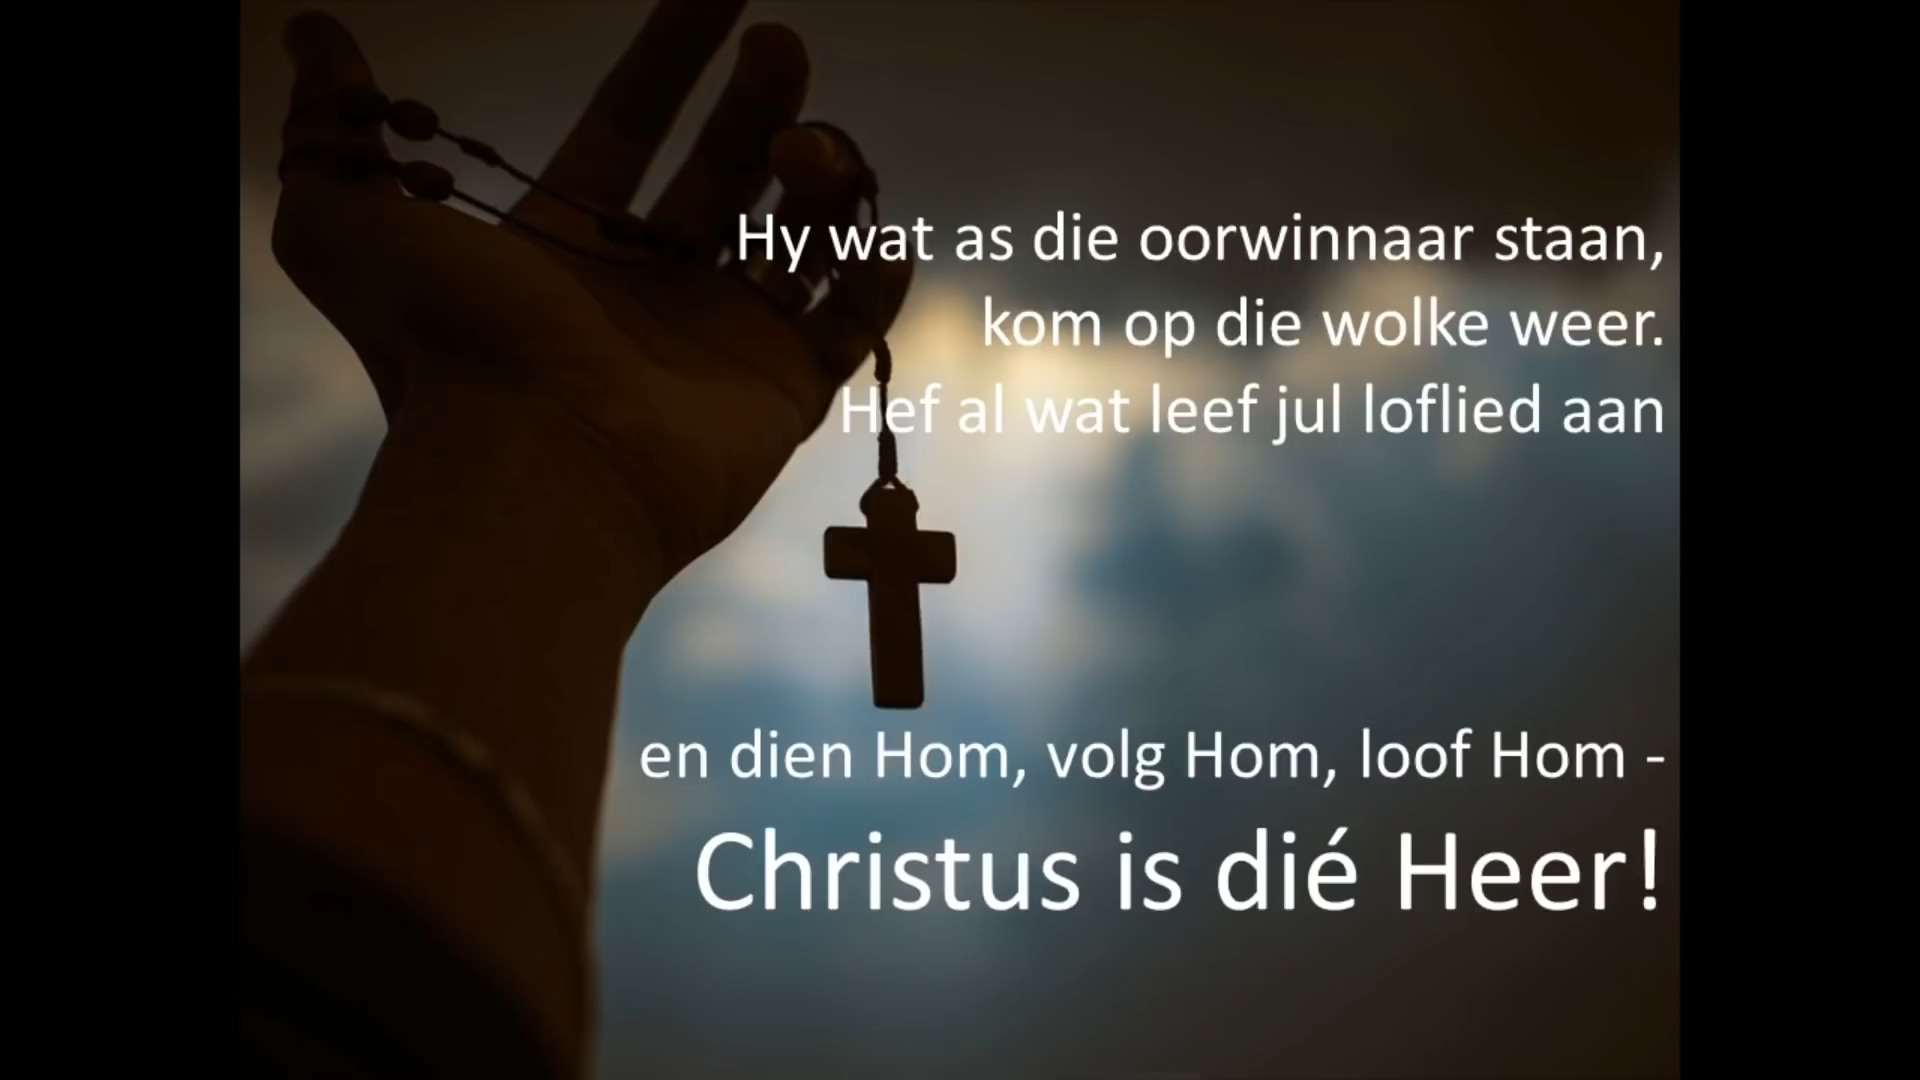 Hy wat as die oorwinnaar staan,
kom op die wolke weer.
Hef al wat leef jul loflied aan
en dien Hom, volg Hom, loof Hom -
Christus is dié Heer!